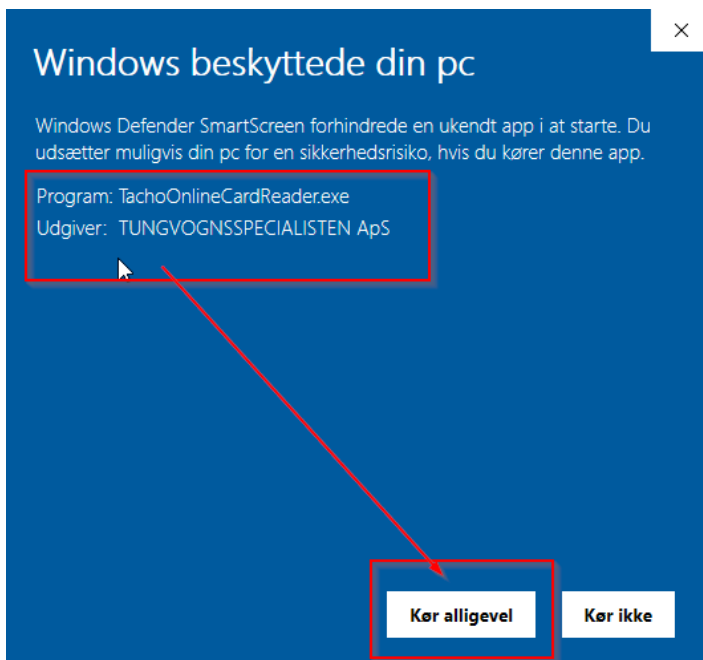 Windows beskyttede din pc
Windows Defender SmartScreen forhindrede en ukendt app i at starte. Du
udsætter muligvis din pc for en sikkerhedsrisiko, hvis du kører denne app.
Program: TachoOnlineCardReader.exe
Udgiver: TUNGVOGNSSPECIALISTEN ApS
Kør alligevel
Kør ikke